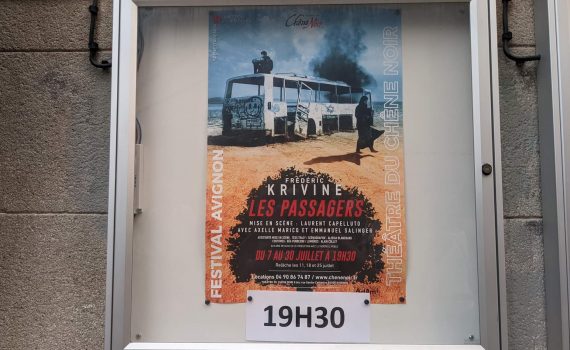 Chêne Noir
FESTIVAL AVIGNON
THÉÂTRE DU CHÊNE NOIR
FRÉDÉRIC
KRIVINE
LES PASSAGERS
MISE EN SCÈNE - LAURENT CAPELLUTO
AVEC AXELLE MARICQ ET EMMANUEL SALINGER
DU 7 AU 30 JUILLET À 19H30
Relâche les 11, 18 et 25 juillet
Locations 04 90 86 74 87 / www.chenenoir.fr
19H30